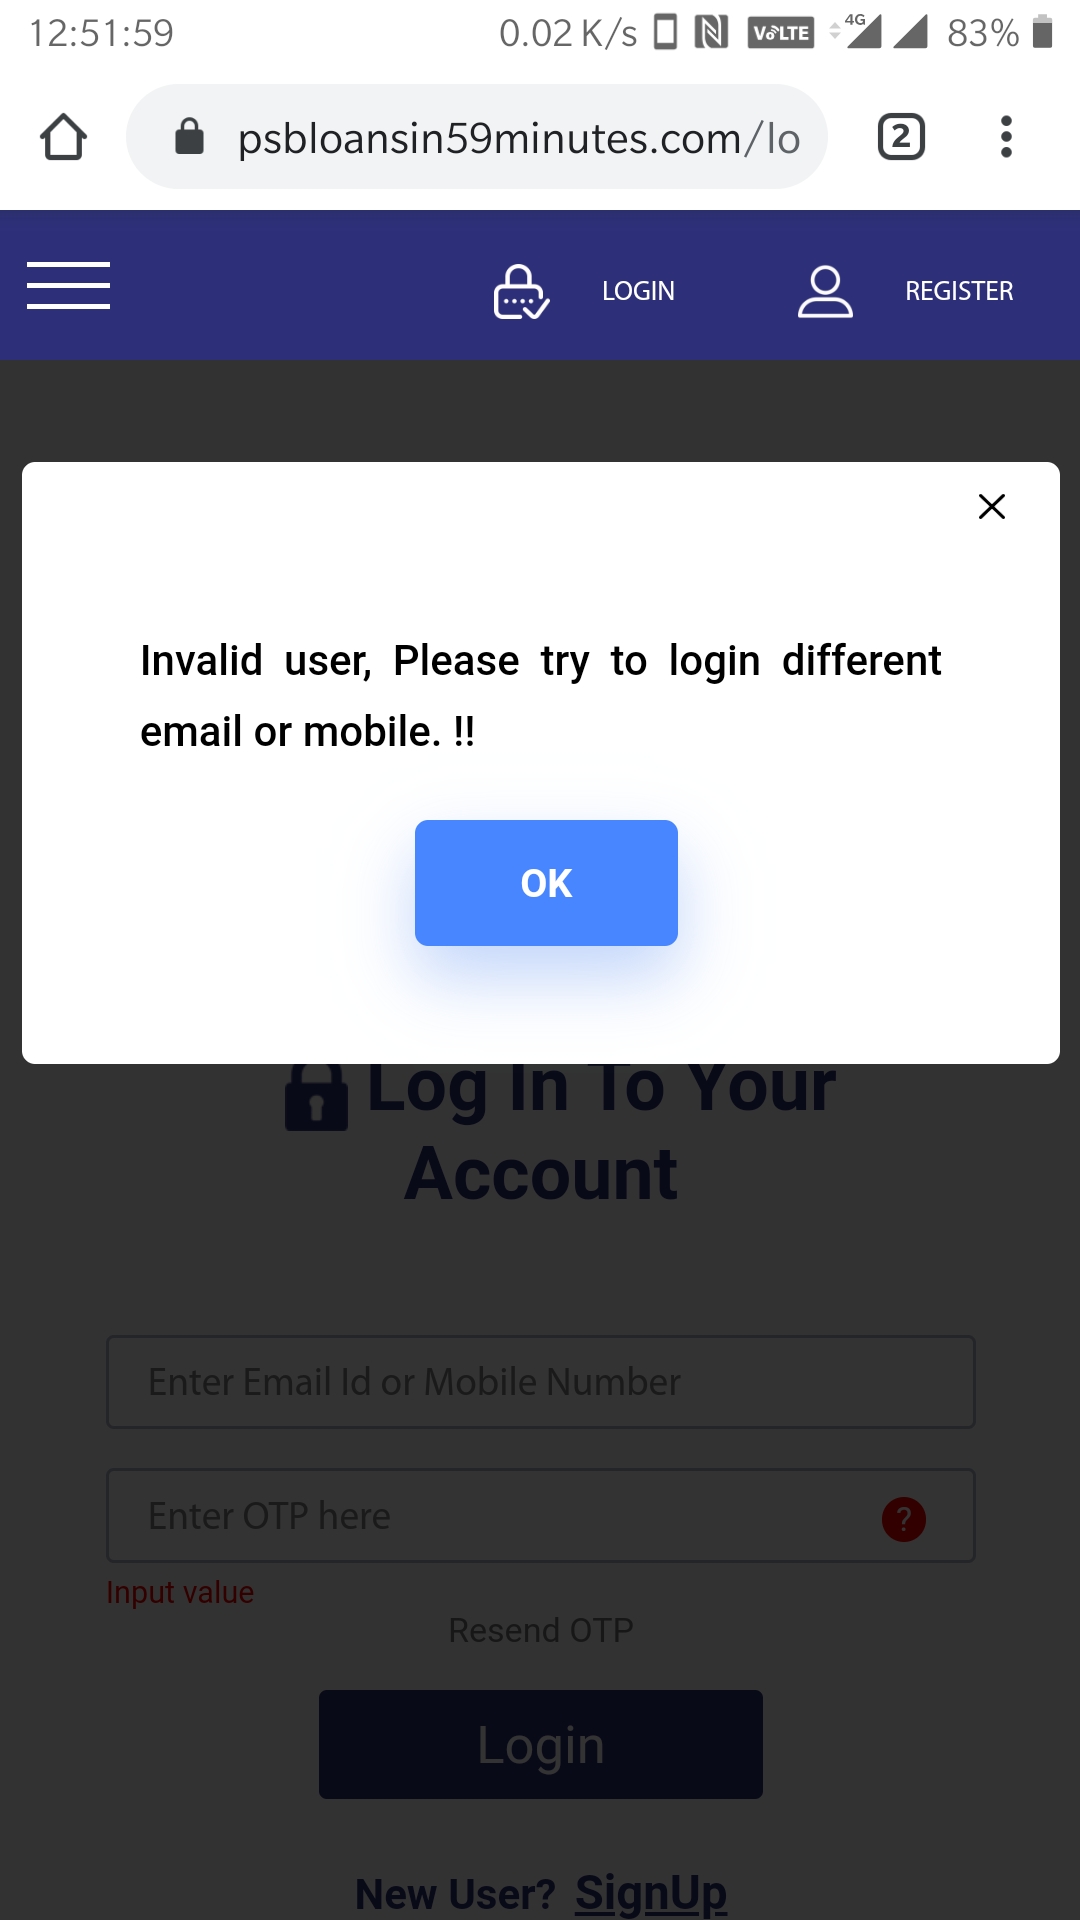 12:51:59 0.02 K/s VoLTE 4G 83%
psbloansin59minutes.com/lo 2
LOGIN REGISTER
Invalid user, Please try to login different
email or mobile. !!
OK
Log In To Your
Account
Enter Email Id or Mobile Number
Enter OTP here ?
Input value
Resend OTP
Login
New User? SignUp